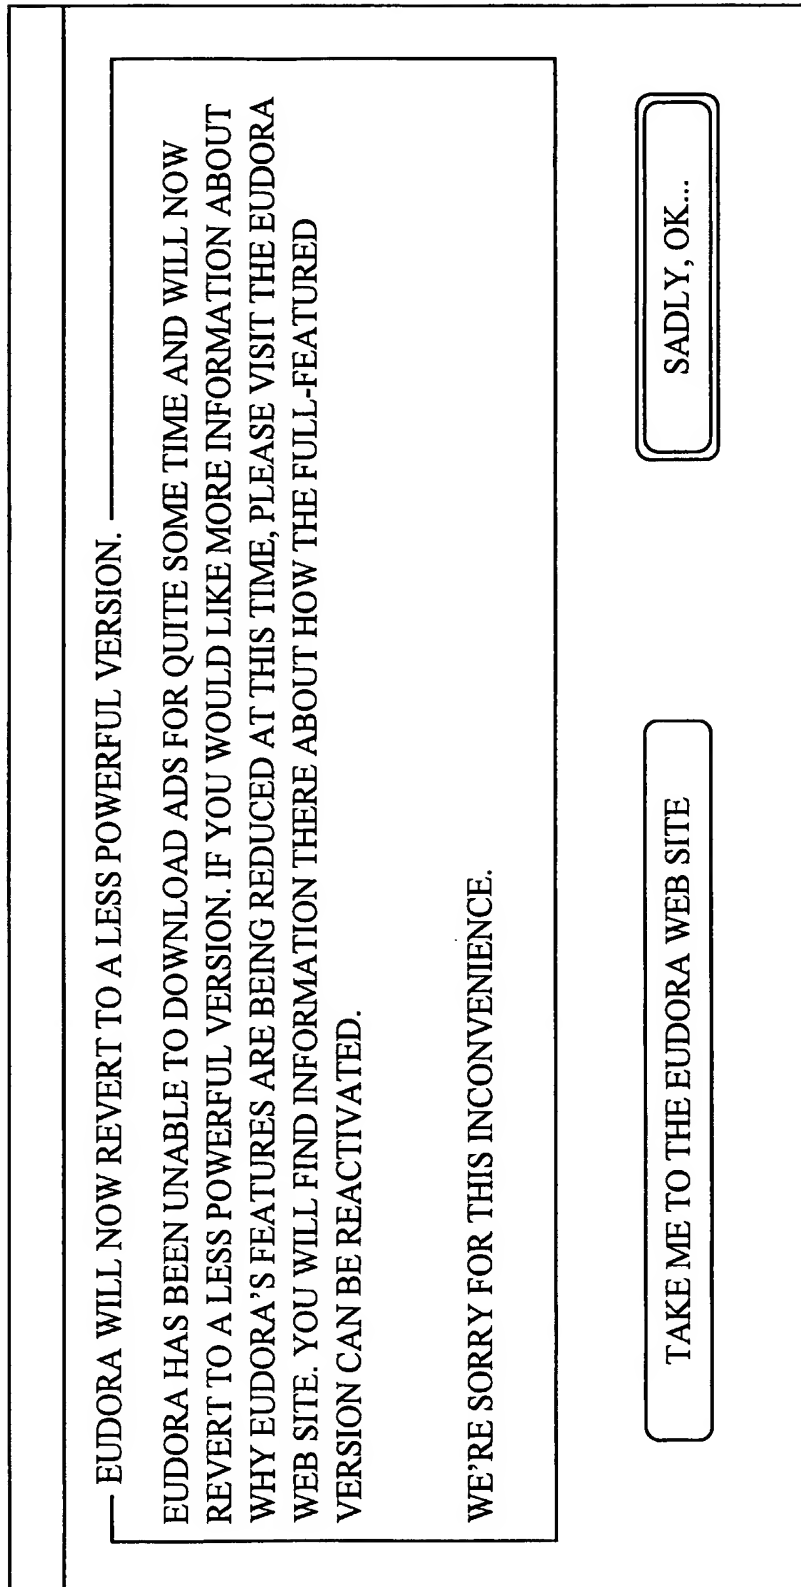 EUDORA WILL NOW REVERT TO A LESS POWERFUL VERSION.
EUDORA HAS BEEN UNABLE TO DOWNLOAD ADS FOR QUITE SOME TIME AND WILL NOW
REVERT TO A LESS POWERFUL VERSION. IF YOU WOULD LIKE MORE INFORMATION ABOUT
WHY EUDORA'S FEATURES ARE BEING REDUCED AT THIS TIME, PLEASE VISIT THE EUDORA
WEB SITE. YOU WILL FIND INFORMATION THERE ABOUT HOW THE FULL-FEATURED
VERSION CAN BE REACTIVATED.
WE'RE SORRY FOR THIS INCONVENIENCE.
TAKE ME TO THE EUDORA WEB SITE
SADLY, OK...